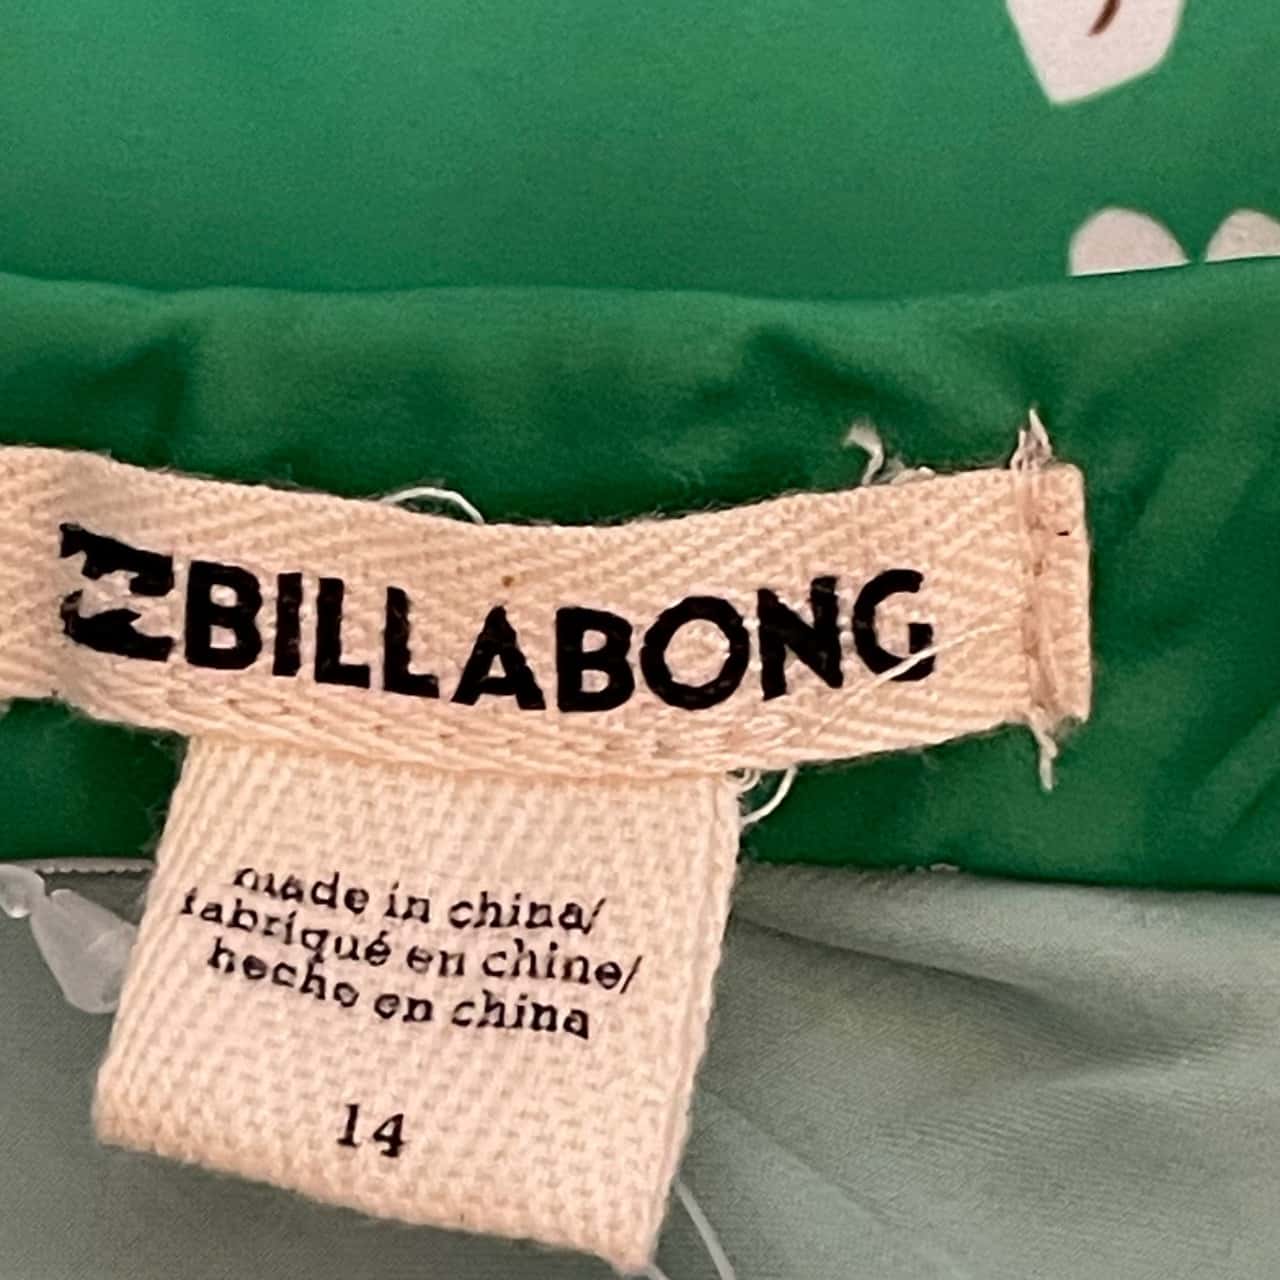 BILLABONG
made in china/
fabriqué en chine/
hecho en china
14